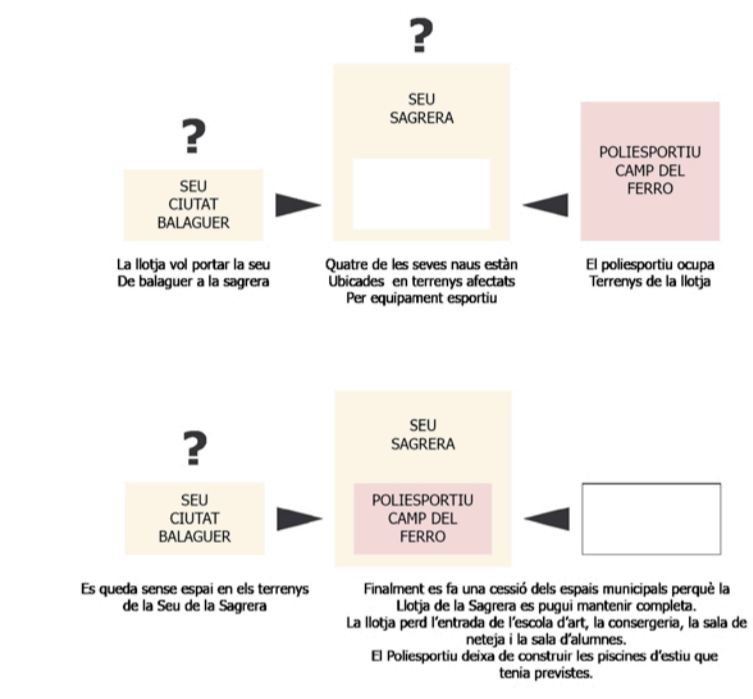 ?
SEU
SAGRERA
?
SEU
CIUTAT
BALAGUER
POLIESPORTIU
CAMP DEL
FERRO
La llotja vol portar la seu
De balaguer a la sagrera
Quatre de les seves naus estàn
Ubicades en terrenys afectats
Per equipament esportiu
El poliesportiu ocupa
Terrenys de la llotja
?
SEU
CIUTAT
BALAGUER
SEU
SAGRERA
POLIESPORTIU
CAMP DEL
FERRO
Es queda sense espai en els terrenys
de la Seu de la Sagrera
Finalment es fa una cessió dels espais municipals perquè la
Llotja de la Sagrera es pugui mantenir completa.
La llotja perd l'entrada de l'escola d'art, la consergeria, la sala de
neteja i la sala d'alumnes.
El Poliesportiu deixa de construir les piscines d'estiu que
tenia previstes.